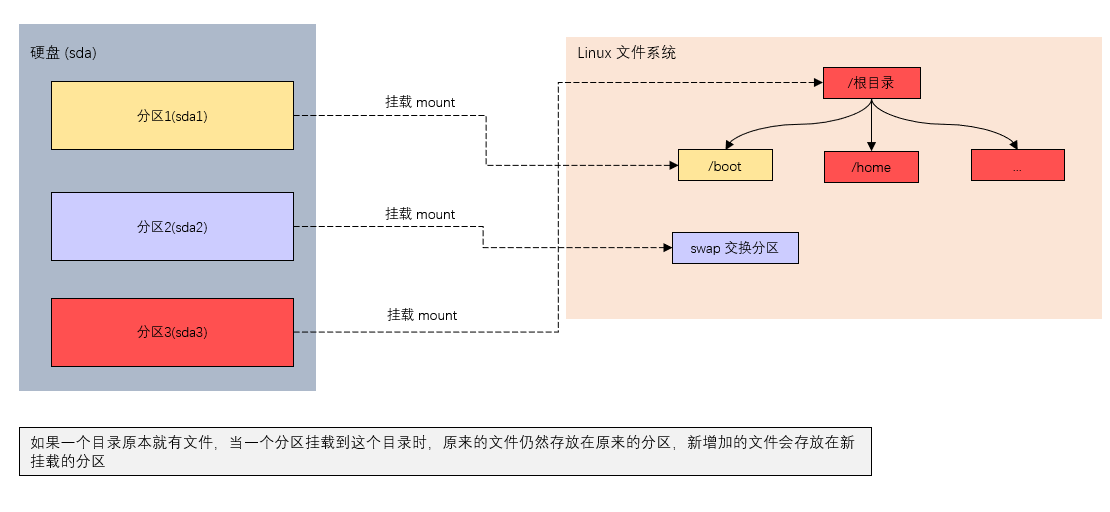 硬盘 (sda)
分区1(sda1)
分区2(sda2)
分区3(sda3)
挂载 mount
挂载 mount
挂载 mount
Linux 文件系统
/根目录
/boot
/home
...
swap 交换分区
如果一个目录原本就有文件，当一个分区挂载到这个目录时，原来的文件仍然存放在原来的分区，新增加的文件会存放在新
挂载的分区